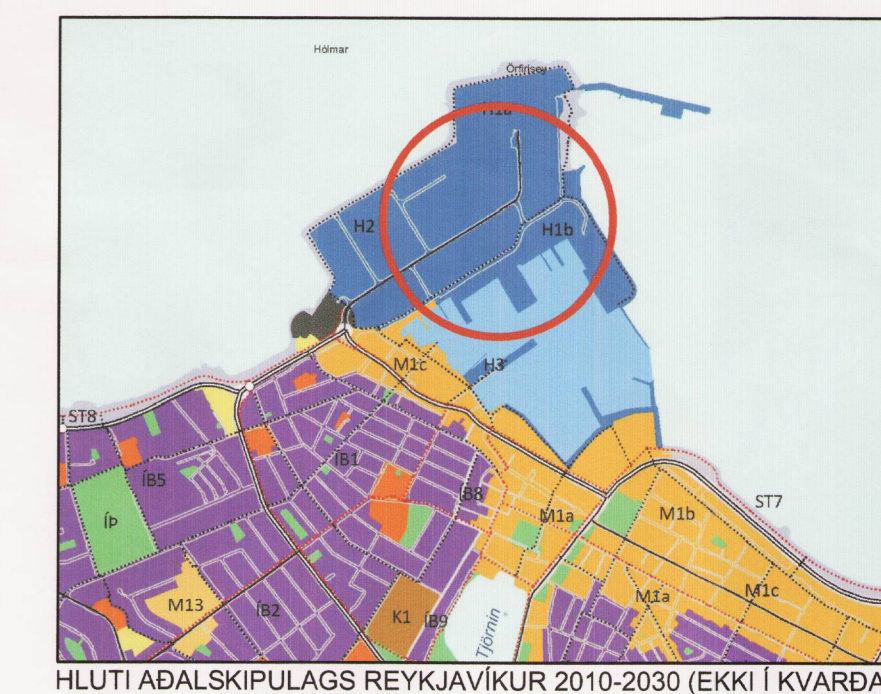 Hólmar
Örfirisey
H1a
H2
H1b
M1c
H3
ST8
ÍB1
ÍB5
ÍB8
ST7
ÍÞ
M1a
M1b
M13
M1a
M1c
ÍB2
K1
ÍB9
Tjörnin
HLUTI AÐALSKIPULAGS REYKJAVÍKUR 2010-2030 (EKKI Í KVARÐA